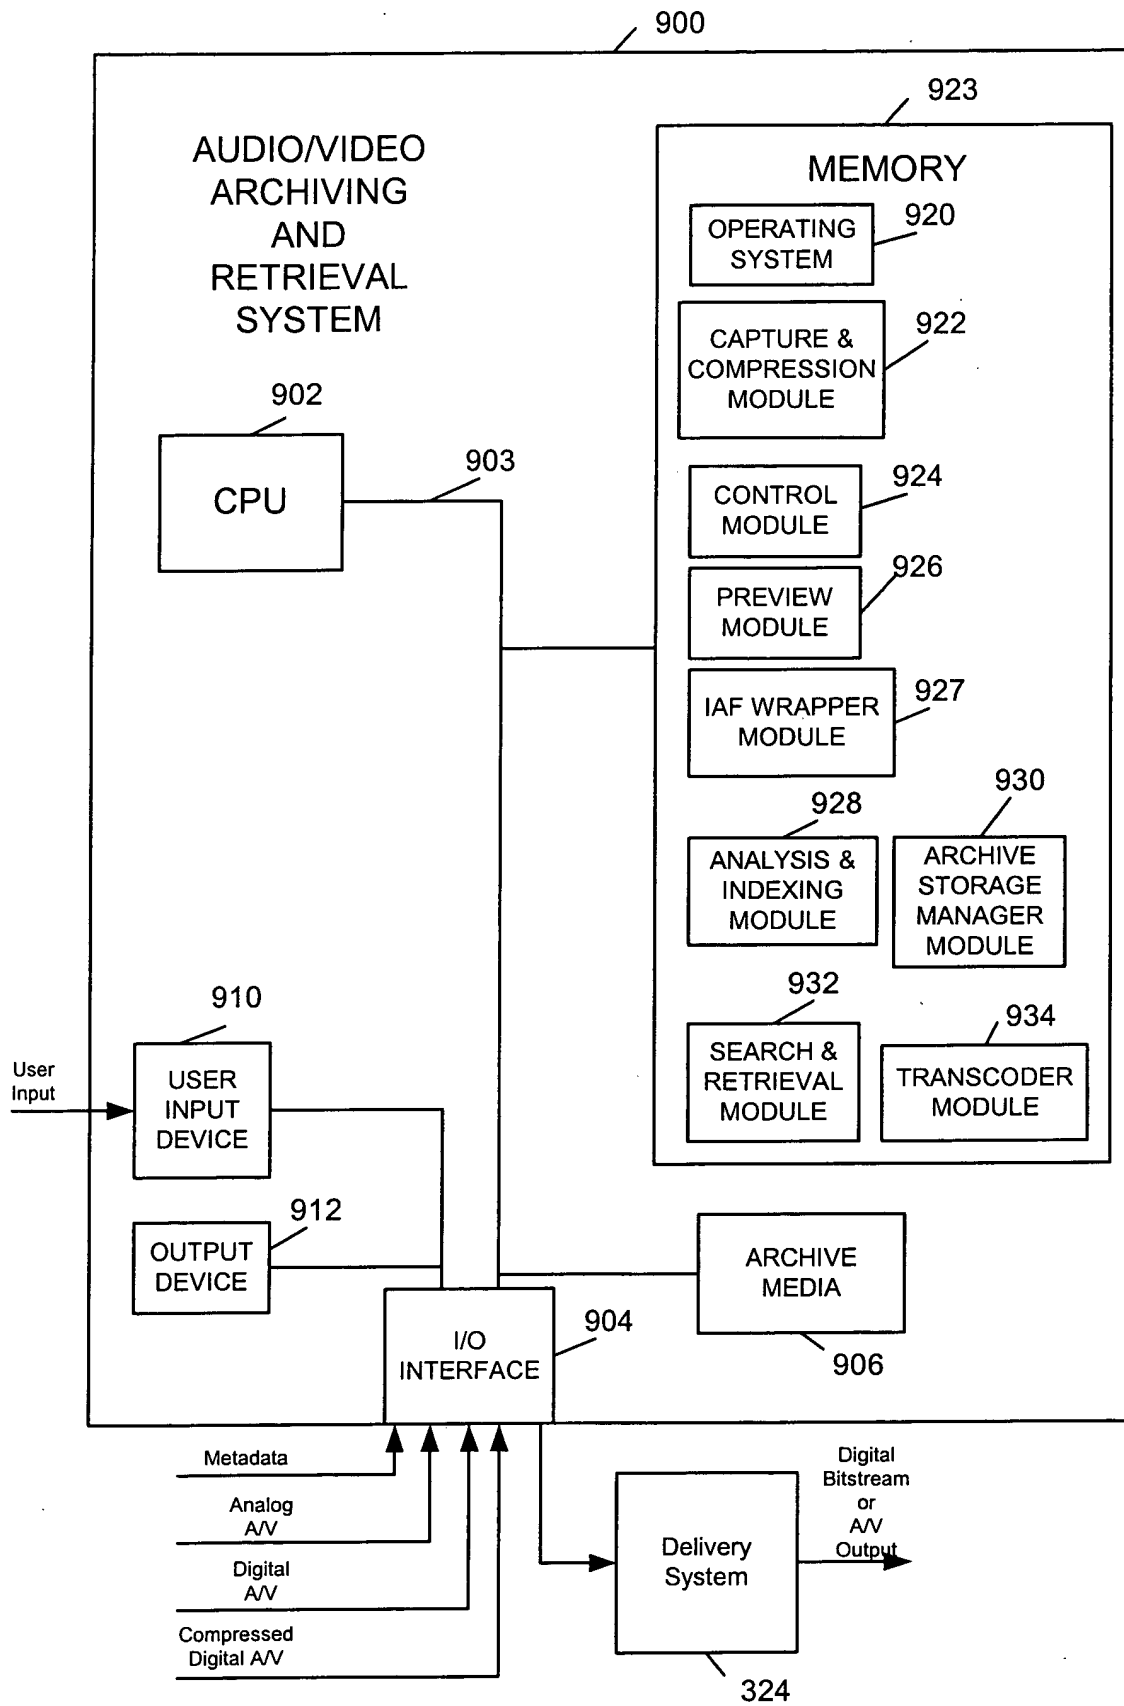 900
923
AUDIO/VIDEO
ARCHIVING
AND
RETRIEVAL
SYSTEM
MEMORY
OPERATING
SYSTEM
920
CAPTURE &
COMPRESSION
MODULE
922
902
CPU
903
CONTROL
MODULE
924
PREVIEW
MODULE
926
IAF WRAPPER
MODULE
927
928
ANALYSIS &
INDEXING
MODULE
930
ARCHIVE
STORAGE
MANAGER
MODULE
932
SEARCH &
RETRIEVAL
MODULE
934
TRANSCODER
MODULE
User
Input
910
USER
INPUT
DEVICE
912
OUTPUT
DEVICE
I/O
INTERFACE
904
ARCHIVE
MEDIA
906
Metadata
Analog
A/V
Digital
A/V
Compressed
Digital A/V
Delivery
System
324
Digital
Bitstream
or
A/V
Output